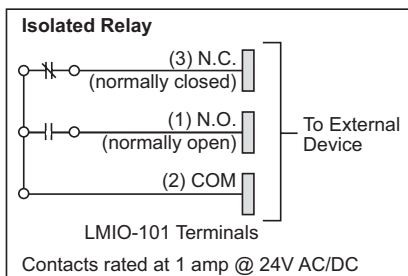 Isolated Relay
(3) N.C.
(normally closed)
(1) N.O.
(normally open)
To External
Device
(2) COM
LMIO-101 Terminals
Contacts rated at 1 amp @ 24V AC/DC